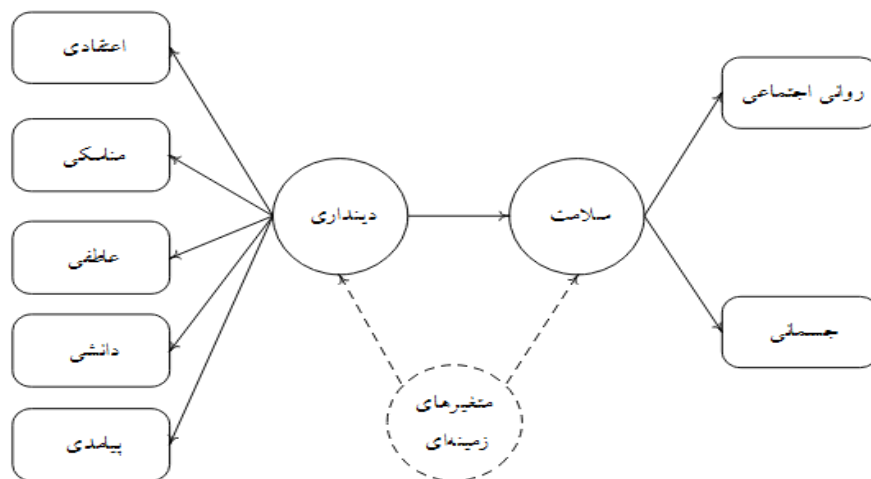 اعتقادی
مناسکی
عاطفی
دانشی
پیامدی
دینداری
سلامت
متغیرهای
زمینه‌ای
روانی اجتماعی
جسمانی